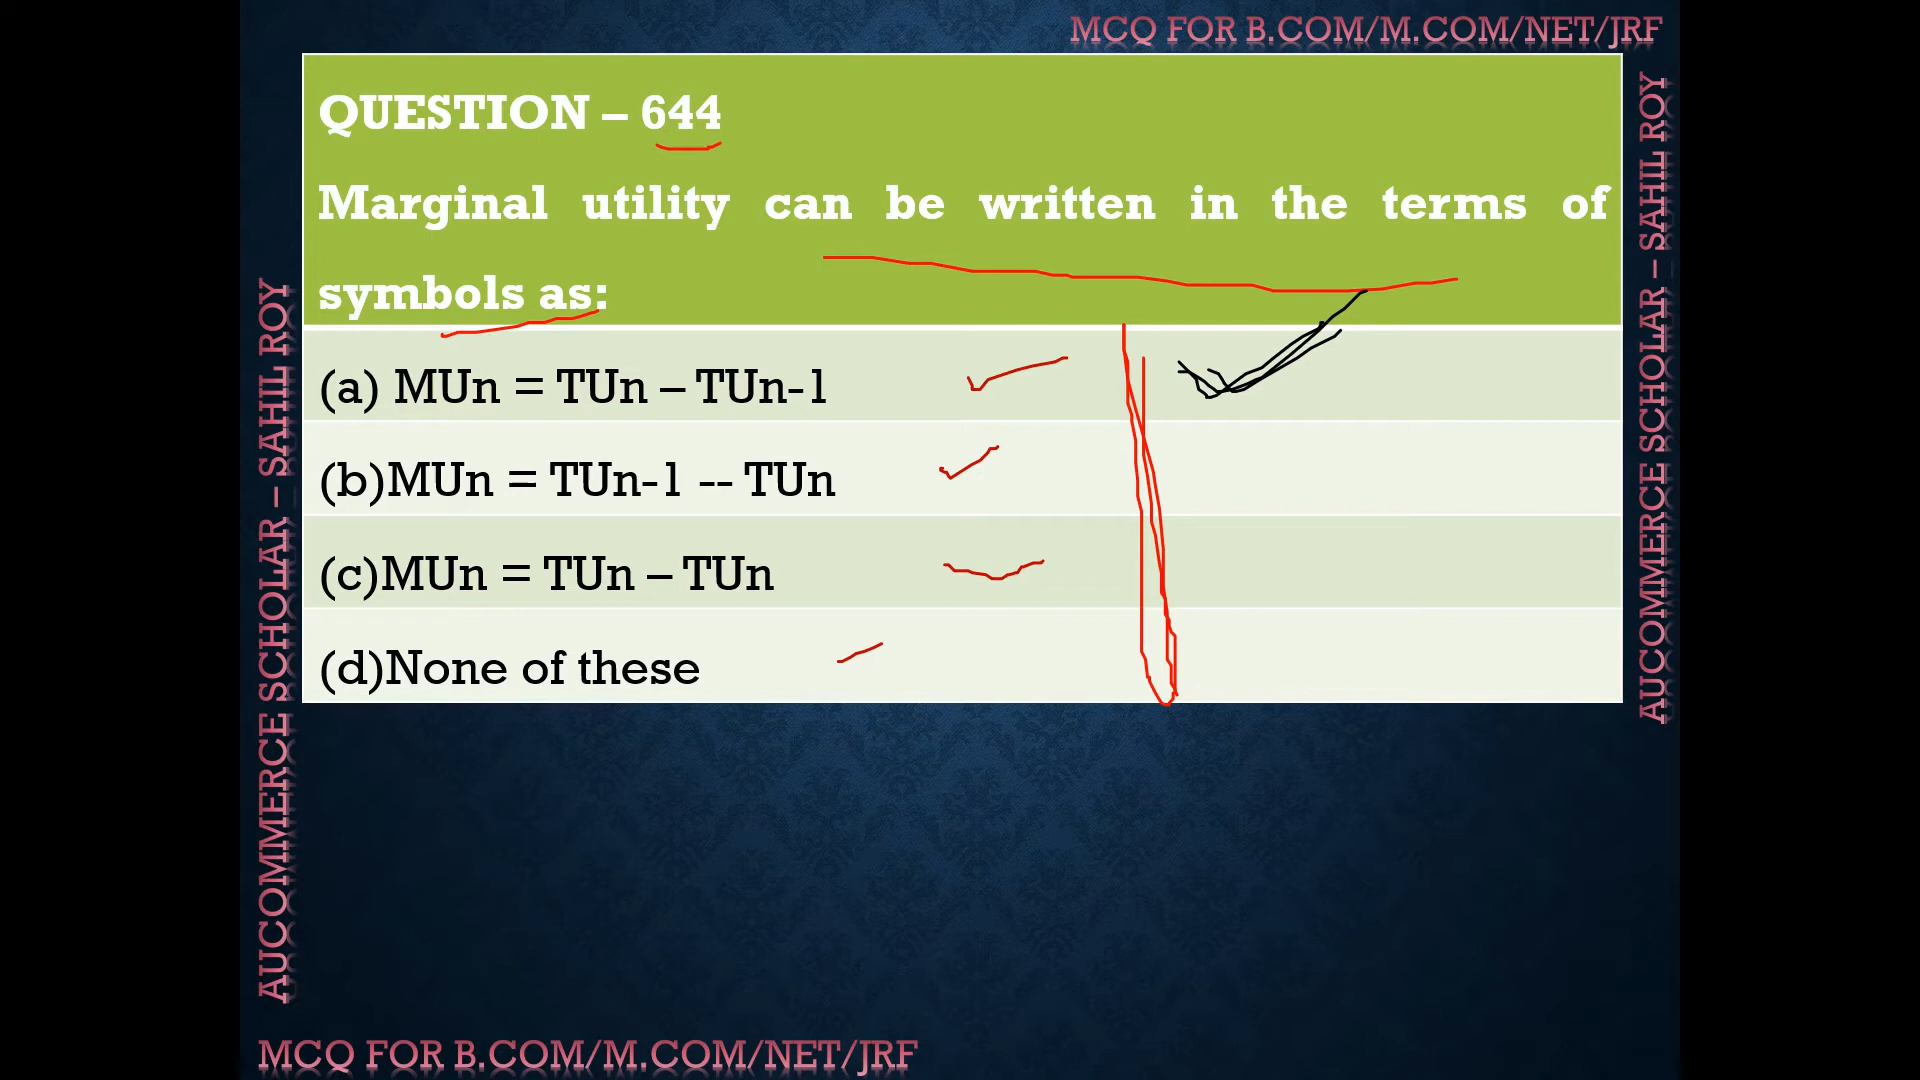 MCQ FOR B.COM/M.COM/NET/JRF
QUESTION – 644
Marginal utility can be written in the terms of
symbols as:
(a) MUn = TUn – TUn-1
(b)MUn = TUn-1 -- TUn
(c)MUn = TUn – TUn
(d)None of these
AUCOMMERCE SCHOLAR – SAHIL ROY
AUCOMMERCE SCHOLAR – SAHIL ROY
MCQ FOR B.COM/M.COM/NET/JRF